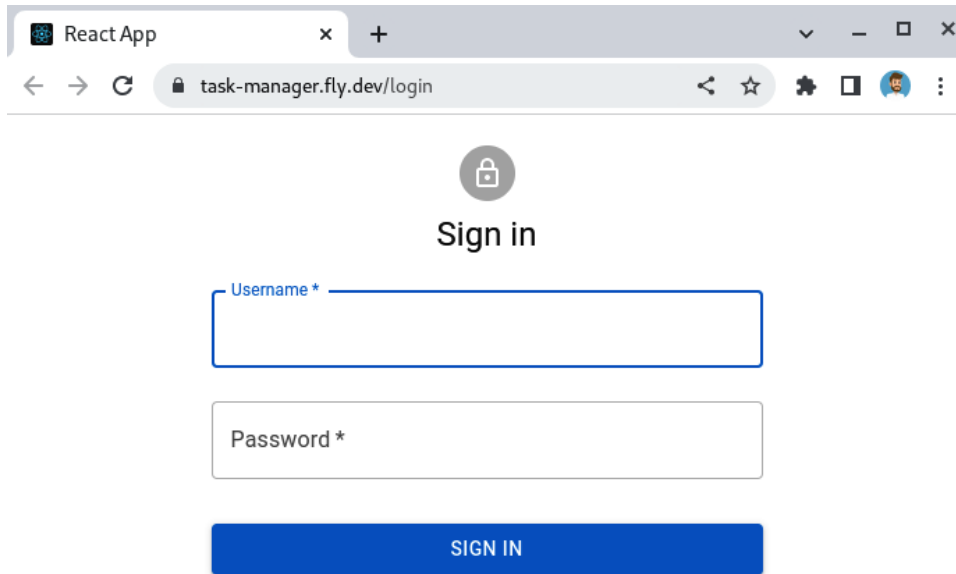 React App
task-manager.fly.dev/login
Sign in
Username *
Password *
SIGN IN